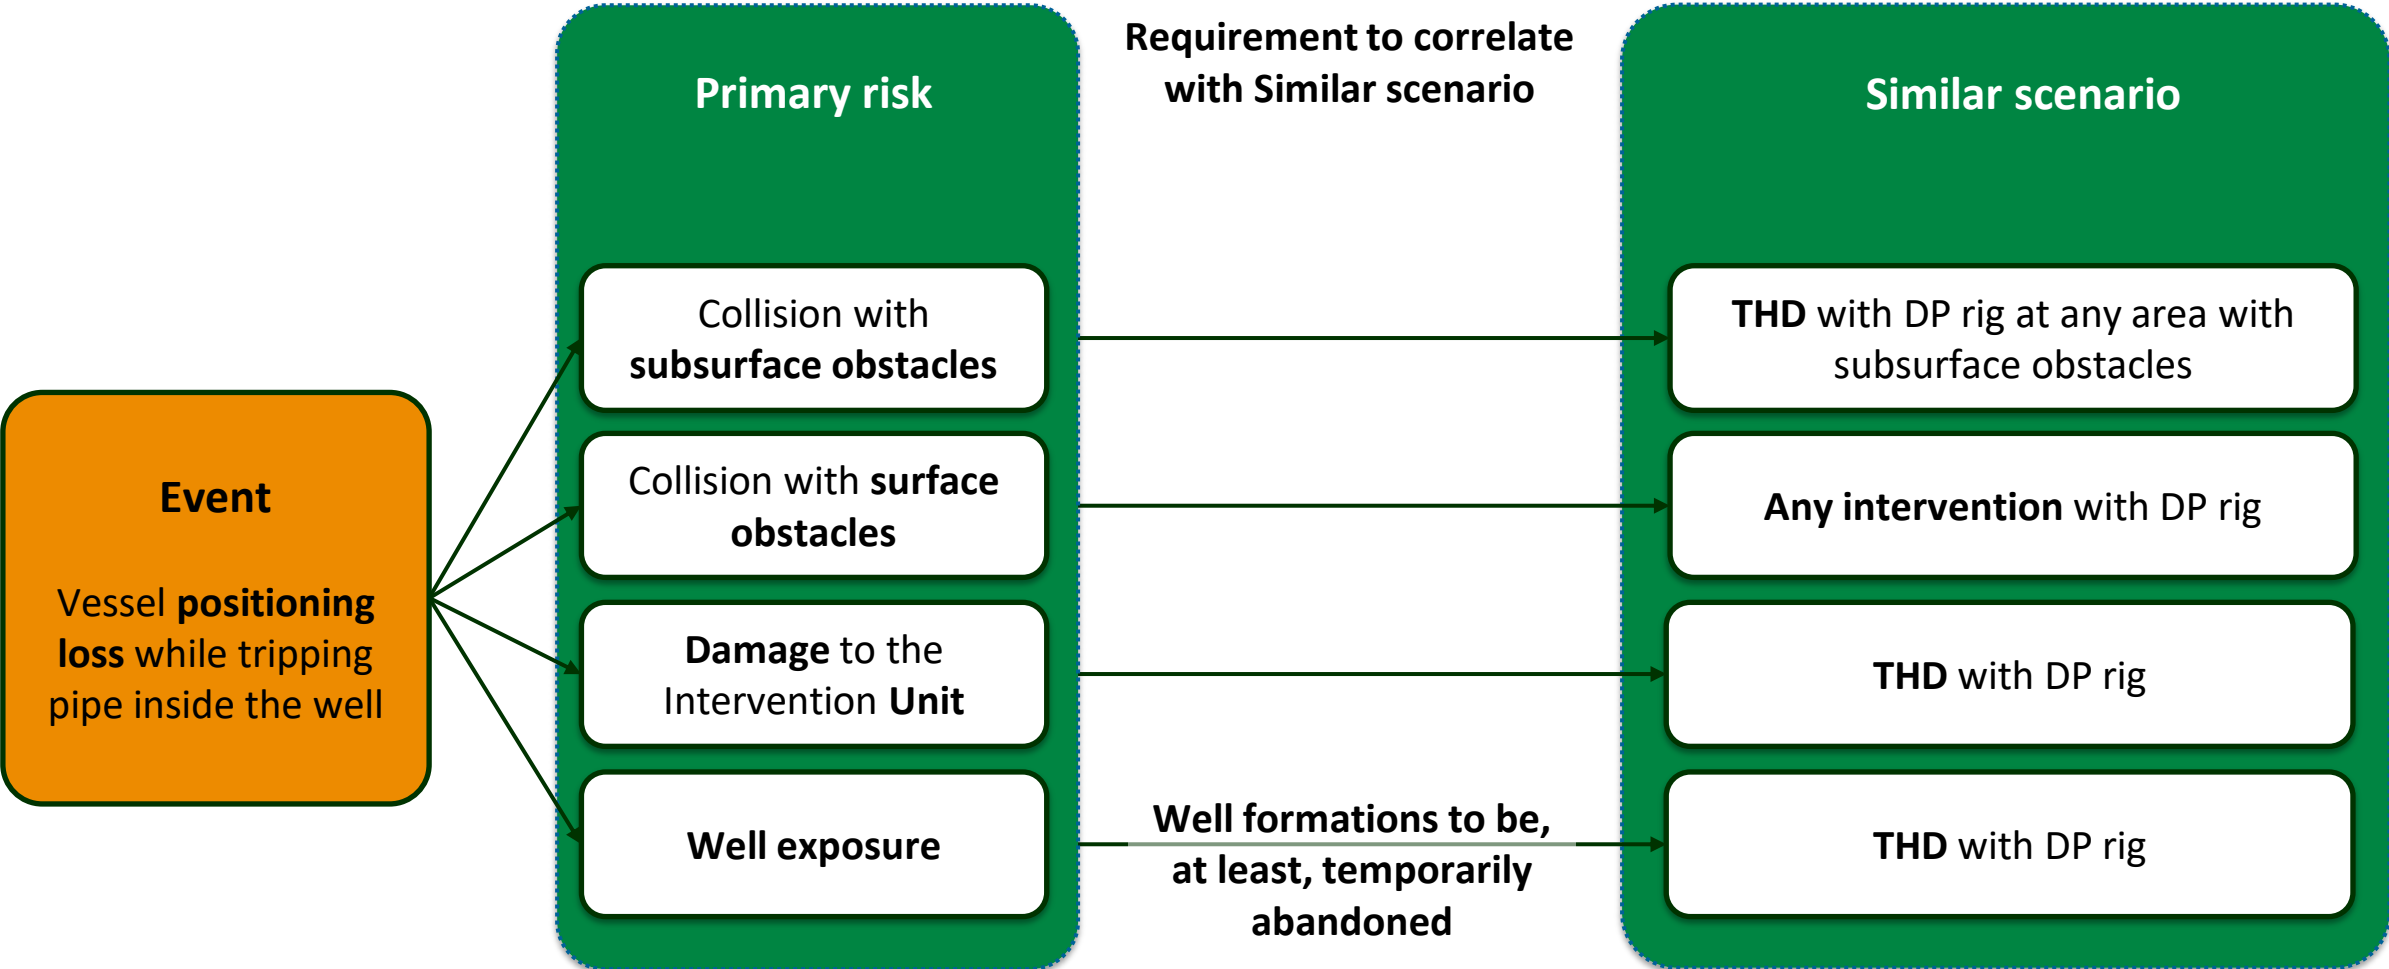 Primary risk
Requirement to correlate
with Similar scenario
Similar scenario
Event
Vessel positioning
loss while tripping
pipe inside the well
Collision with
subsurface obstacles
THD with DP rig at any area with
subsurface obstacles
Collision with surface
obstacles
Any intervention with DP rig
Damage to the
Intervention Unit
THD with DP rig
Well exposure
Well formations to be,
at least, temporarily
abandoned
THD with DP rig